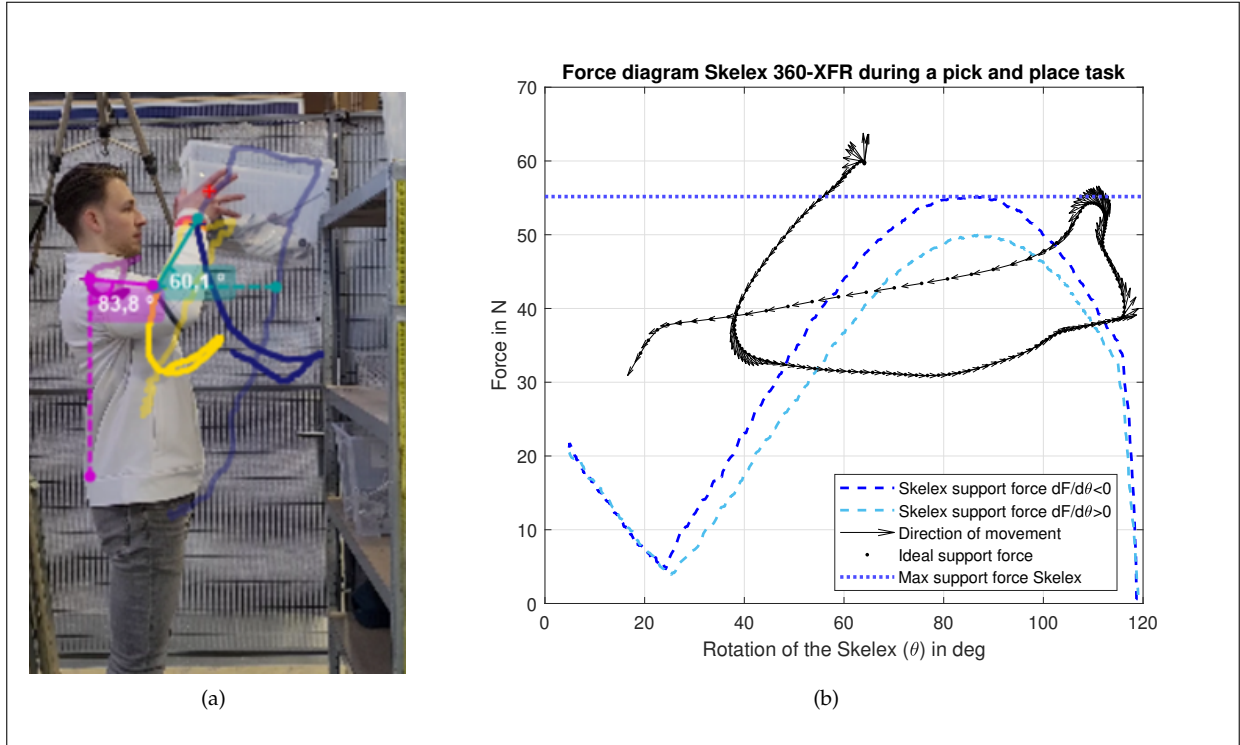 83,8 °
60,1 °
(a)
Force diagram Skelex 360-XFR during a pick and place task
70
60
50
40
30
20
10
0
Force in N
0 20 40 60 80 100 120
Rotation of the Skelex (θ) in deg
Skelex support force dF/dθ<0
Skelex support force dF/dθ>0
Direction of movement
Ideal support force
Max support force Skelex
(b)